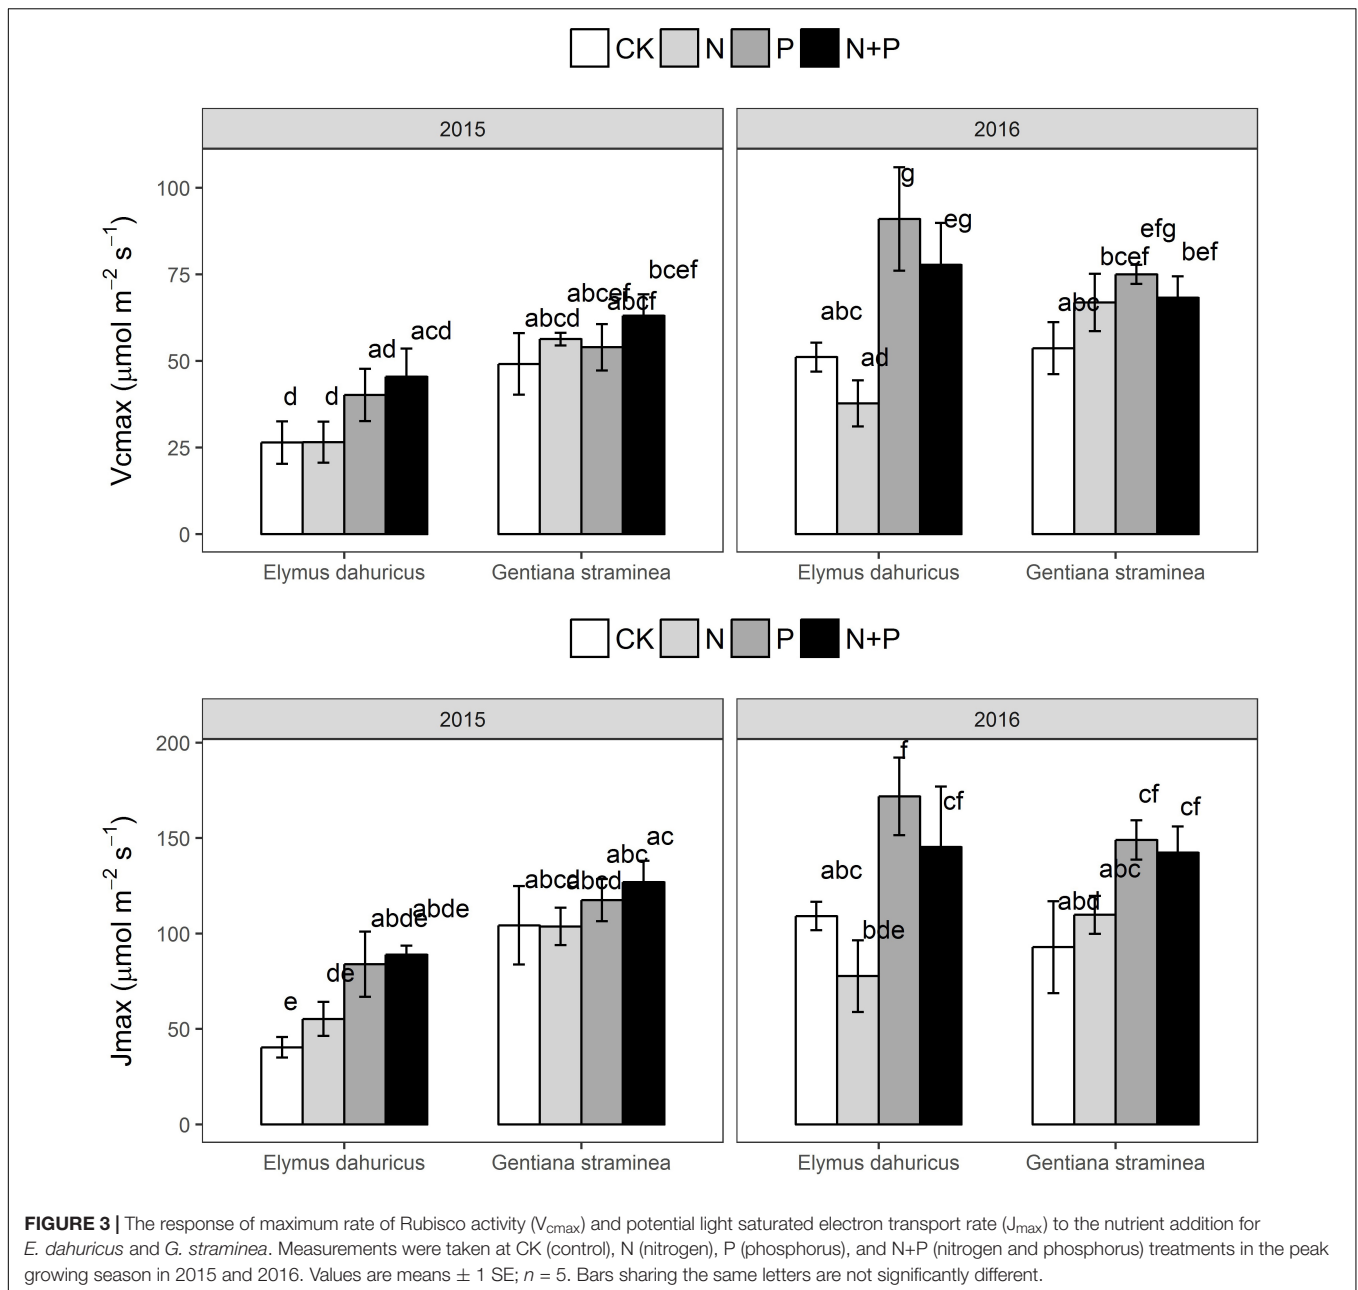 CK N P N+P
2015 2016
Vcmax (μmol m⁻² s⁻¹)
100
75
50
25
0
d d ad acd abcd abcef abcf bcef
abc ad g eg abc bcef efg bef
Elymus dahuricus Gentiana straminea Elymus dahuricus Gentiana straminea
CK N P N+P
2015 2016
Jmax (μmol m⁻² s⁻¹)
200
150
100
50
0
e de abde abde abcd abcd abc ac
abc bde f cf abd abc cf cf
Elymus dahuricus Gentiana straminea Elymus dahuricus Gentiana straminea
FIGURE 3 | The response of maximum rate of Rubisco activity (Vcmax) and potential light saturated electron transport rate (Jmax) to the nutrient addition for
E. dahuricus and G. straminea. Measurements were taken at CK (control), N (nitrogen), P (phosphorus), and N+P (nitrogen and phosphorus) treatments in the peak
growing season in 2015 and 2016. Values are means ± 1 SE; n = 5. Bars sharing the same letters are not significantly different.